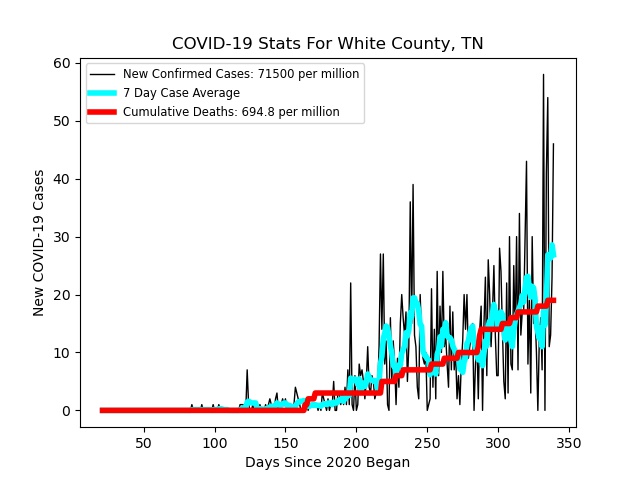 COVID-19 Stats For White County, TN
New Confirmed Cases: 71500 per million
7 Day Case Average
Cumulative Deaths: 694.8 per million
60
50
40
30
20
10
0
New COVID-19 Cases
50 100 150 200 250 300 350
Days Since 2020 Began